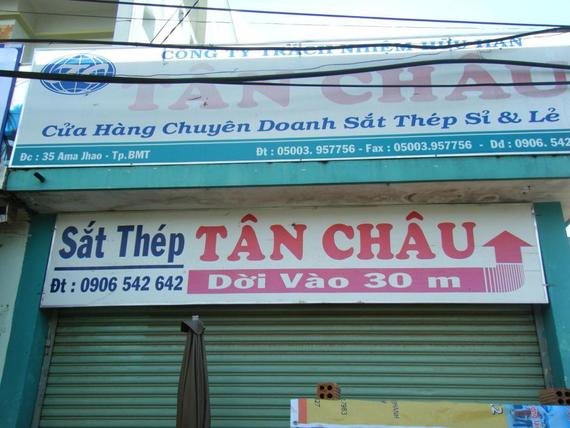 CÔNG TY TRÁCH NHIỆM HỮU HẠN
TÂN CHÂU
Cửa Hàng Chuyên Doanh Sắt Thép Sỉ & Lẻ
Đc : 35 Ama Jhao - Tp.BMT Đt : 05003. 957756 - Fax : 05003.957756 - Dđ : 0906. 542
Sắt Thép TÂN CHÂU
Đt : 0906 542 642 Dời Vào 30 m